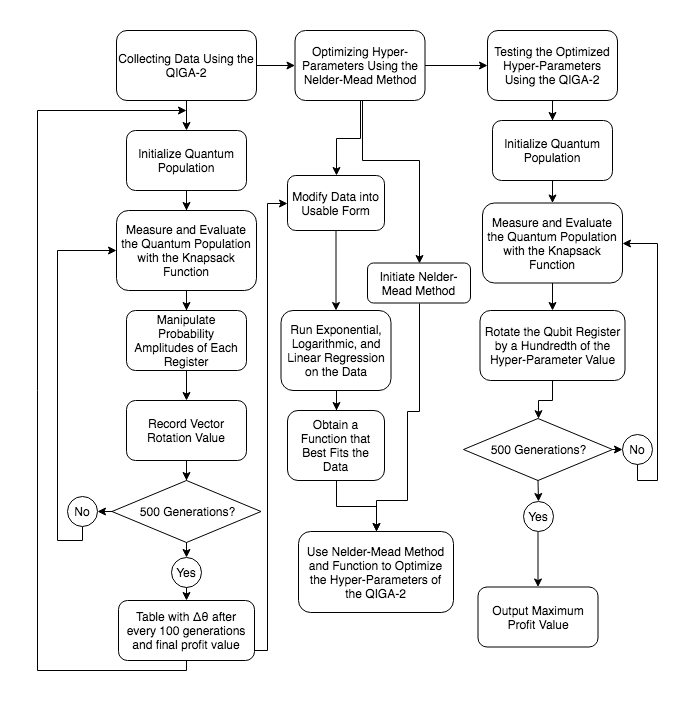 Collecting Data Using the
QIGA-2
Optimizing Hyper-
Parameters Using the
Nelder-Mead Method
Testing the Optimized
Hyper-Parameters
Using the QIGA-2
Initialize Quantum
Population
Measure and Evaluate
the Quantum Population
with the Knapsack
Function
Manipulate
Probability
Amplitudes of Each
Register
Record Vector
Rotation Value
500 Generations?
No
Yes
Table with Δθ after
every 100 generations
and final profit value
Modify Data into
Usable Form
Initiate Nelder-
Mead Method
Run Exponential,
Logarithmic, and
Linear Regression
on the Data
Obtain a
Function that
Best Fits the
Data
Use Nelder-Mead Method
and Function to Optimize
the Hyper-Parameters of
the QIGA-2
Initialize Quantum
Population
Measure and Evaluate
the Quantum Population
with the Knapsack
Function
Rotate the Qubit Register
by a Hundredth of the
Hyper-Parameter Value
500 Generations?
No
Yes
Output Maximum
Profit Value